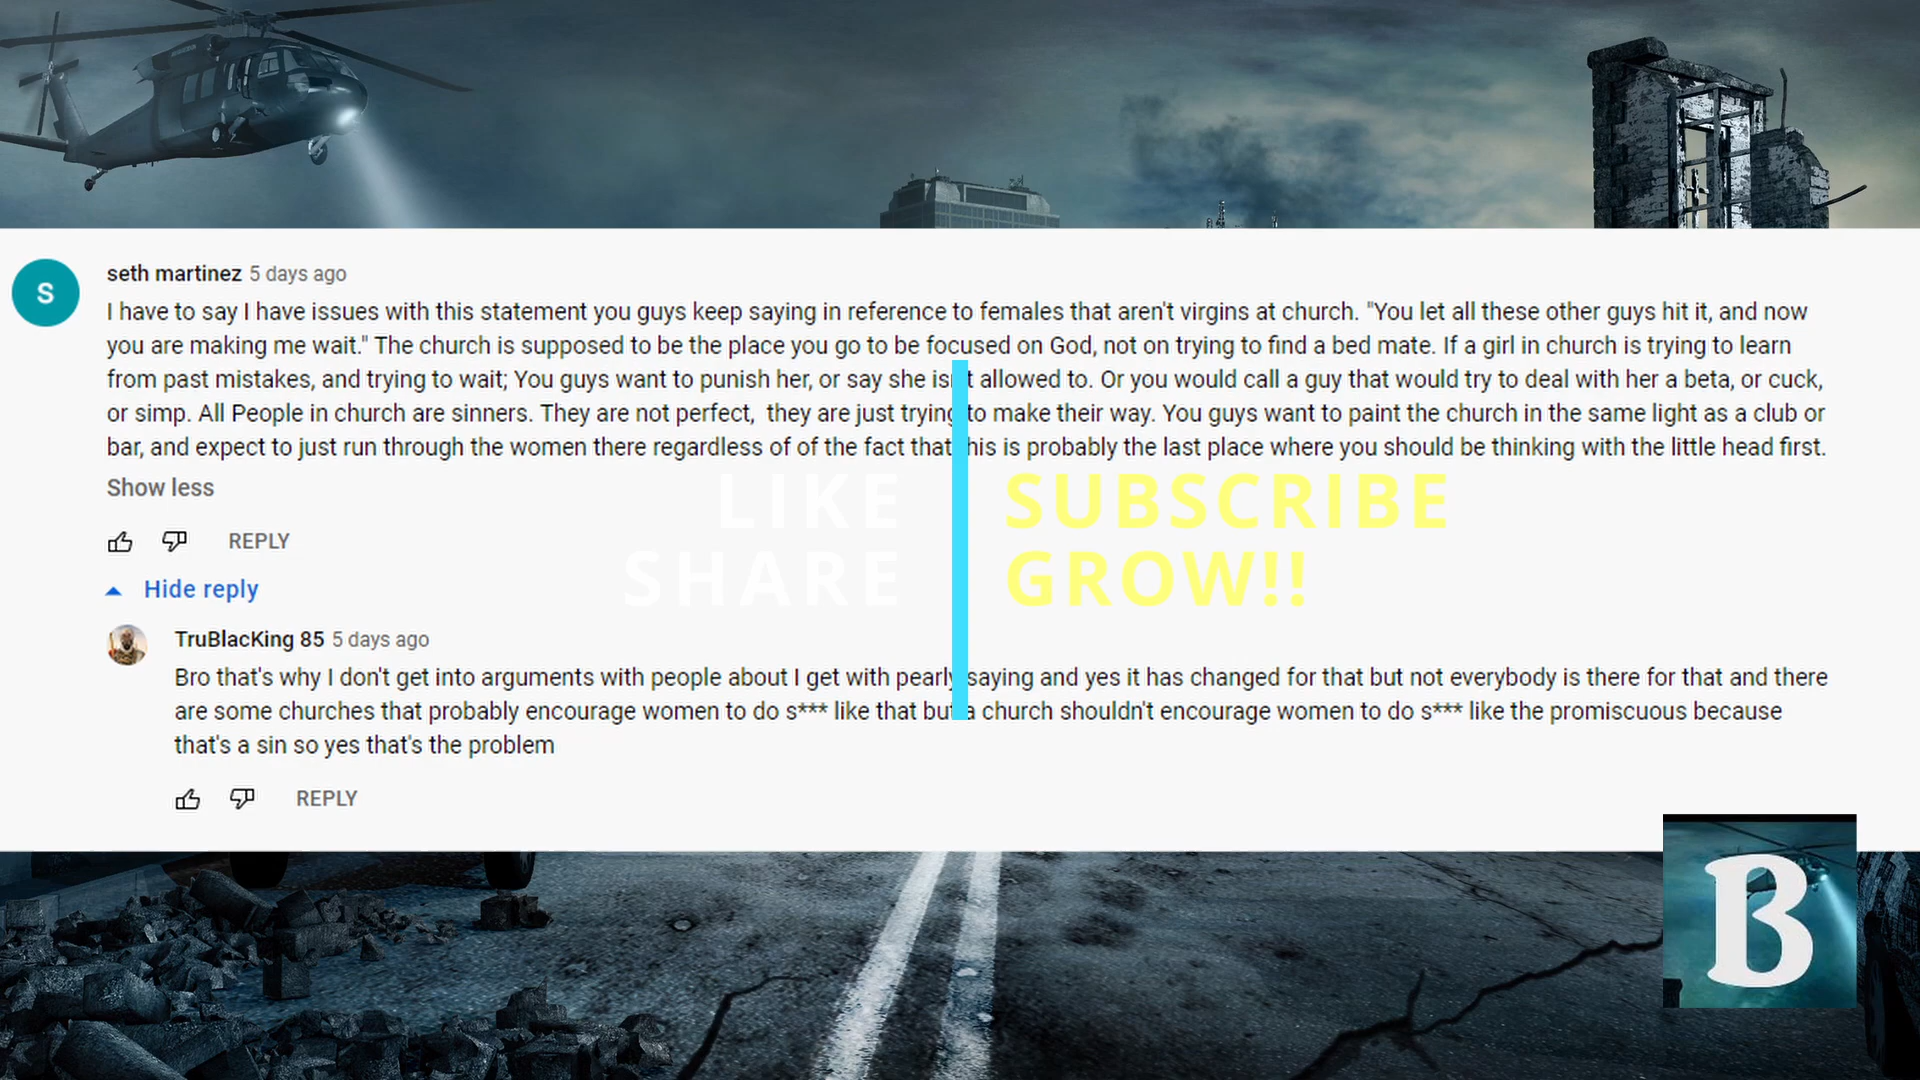 seth martinez 5 days ago
I have to say I have issues with this statement you guys keep saying in reference to females that aren't virgins at church. "You let all these other guys hit it, and now
you are making me wait." The church is supposed to be the place you go to be focused on God, not on trying to find a bed mate. If a girl in church is trying to learn
from past mistakes, and trying to wait; You guys want to punish her, or say she isn't allowed to. Or you would call a guy that would try to deal with her a beta, or cuck,
or simp. All People in church are sinners. They are not perfect,  they are just trying to make their way. You guys want to paint the church in the same light as a club or
bar, and expect to just run through the women there regardless of of the fact that this is probably the last place where you should be thinking with the little head first.
Show less
REPLY
Hide reply
LIKE
SHARE
SUBSCRIBE
GROW!!
TruBlacKing 85 5 days ago
Bro that's why I don't get into arguments with people about I get with pearly saying and yes it has changed for that but not everybody is there for that and there
are some churches that probably encourage women to do s*** like that but a church shouldn't encourage women to do s*** like the promiscuous because
that's a sin so yes that's the problem
REPLY
S
B